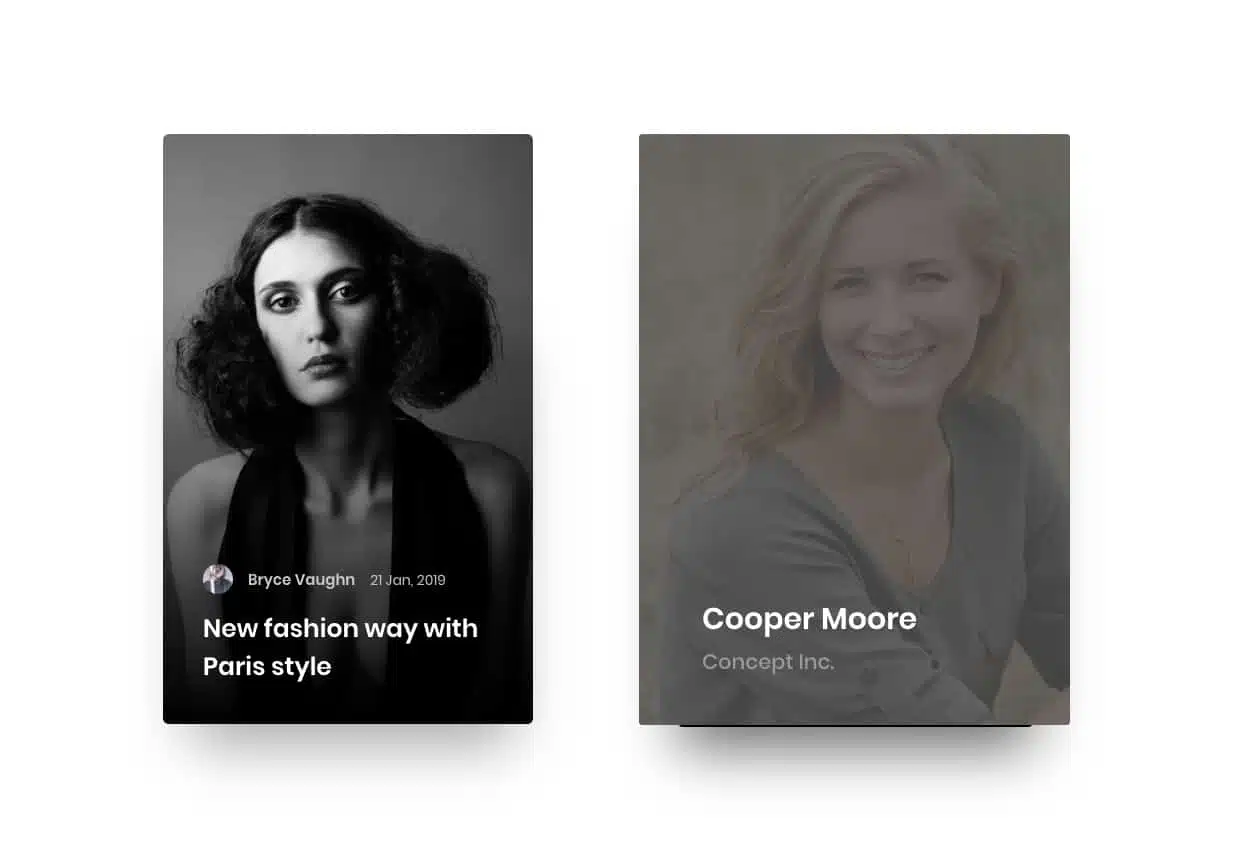 Bryce Vaughn 21 Jan, 2019
New fashion way with
Paris style
Cooper Moore
Concept Inc.